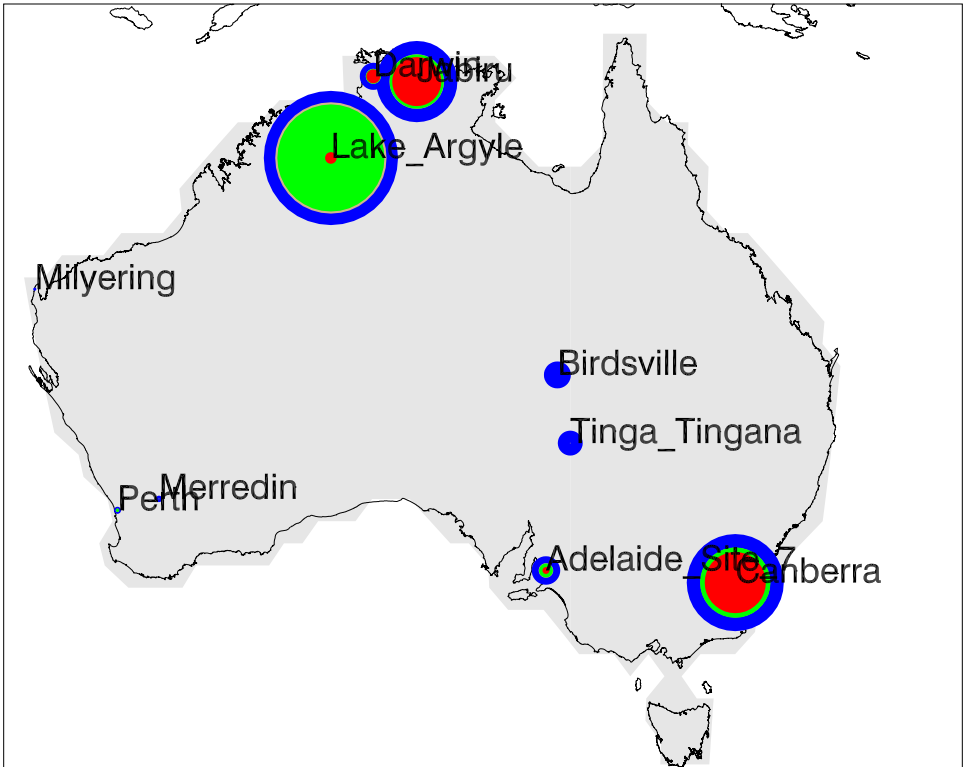 Darwin
Jabiru
Lake_Argyle
Milyering
Birdsville
Tinga_Tingana
Merredin
Perth
Adelaide_Site_7
Canberra